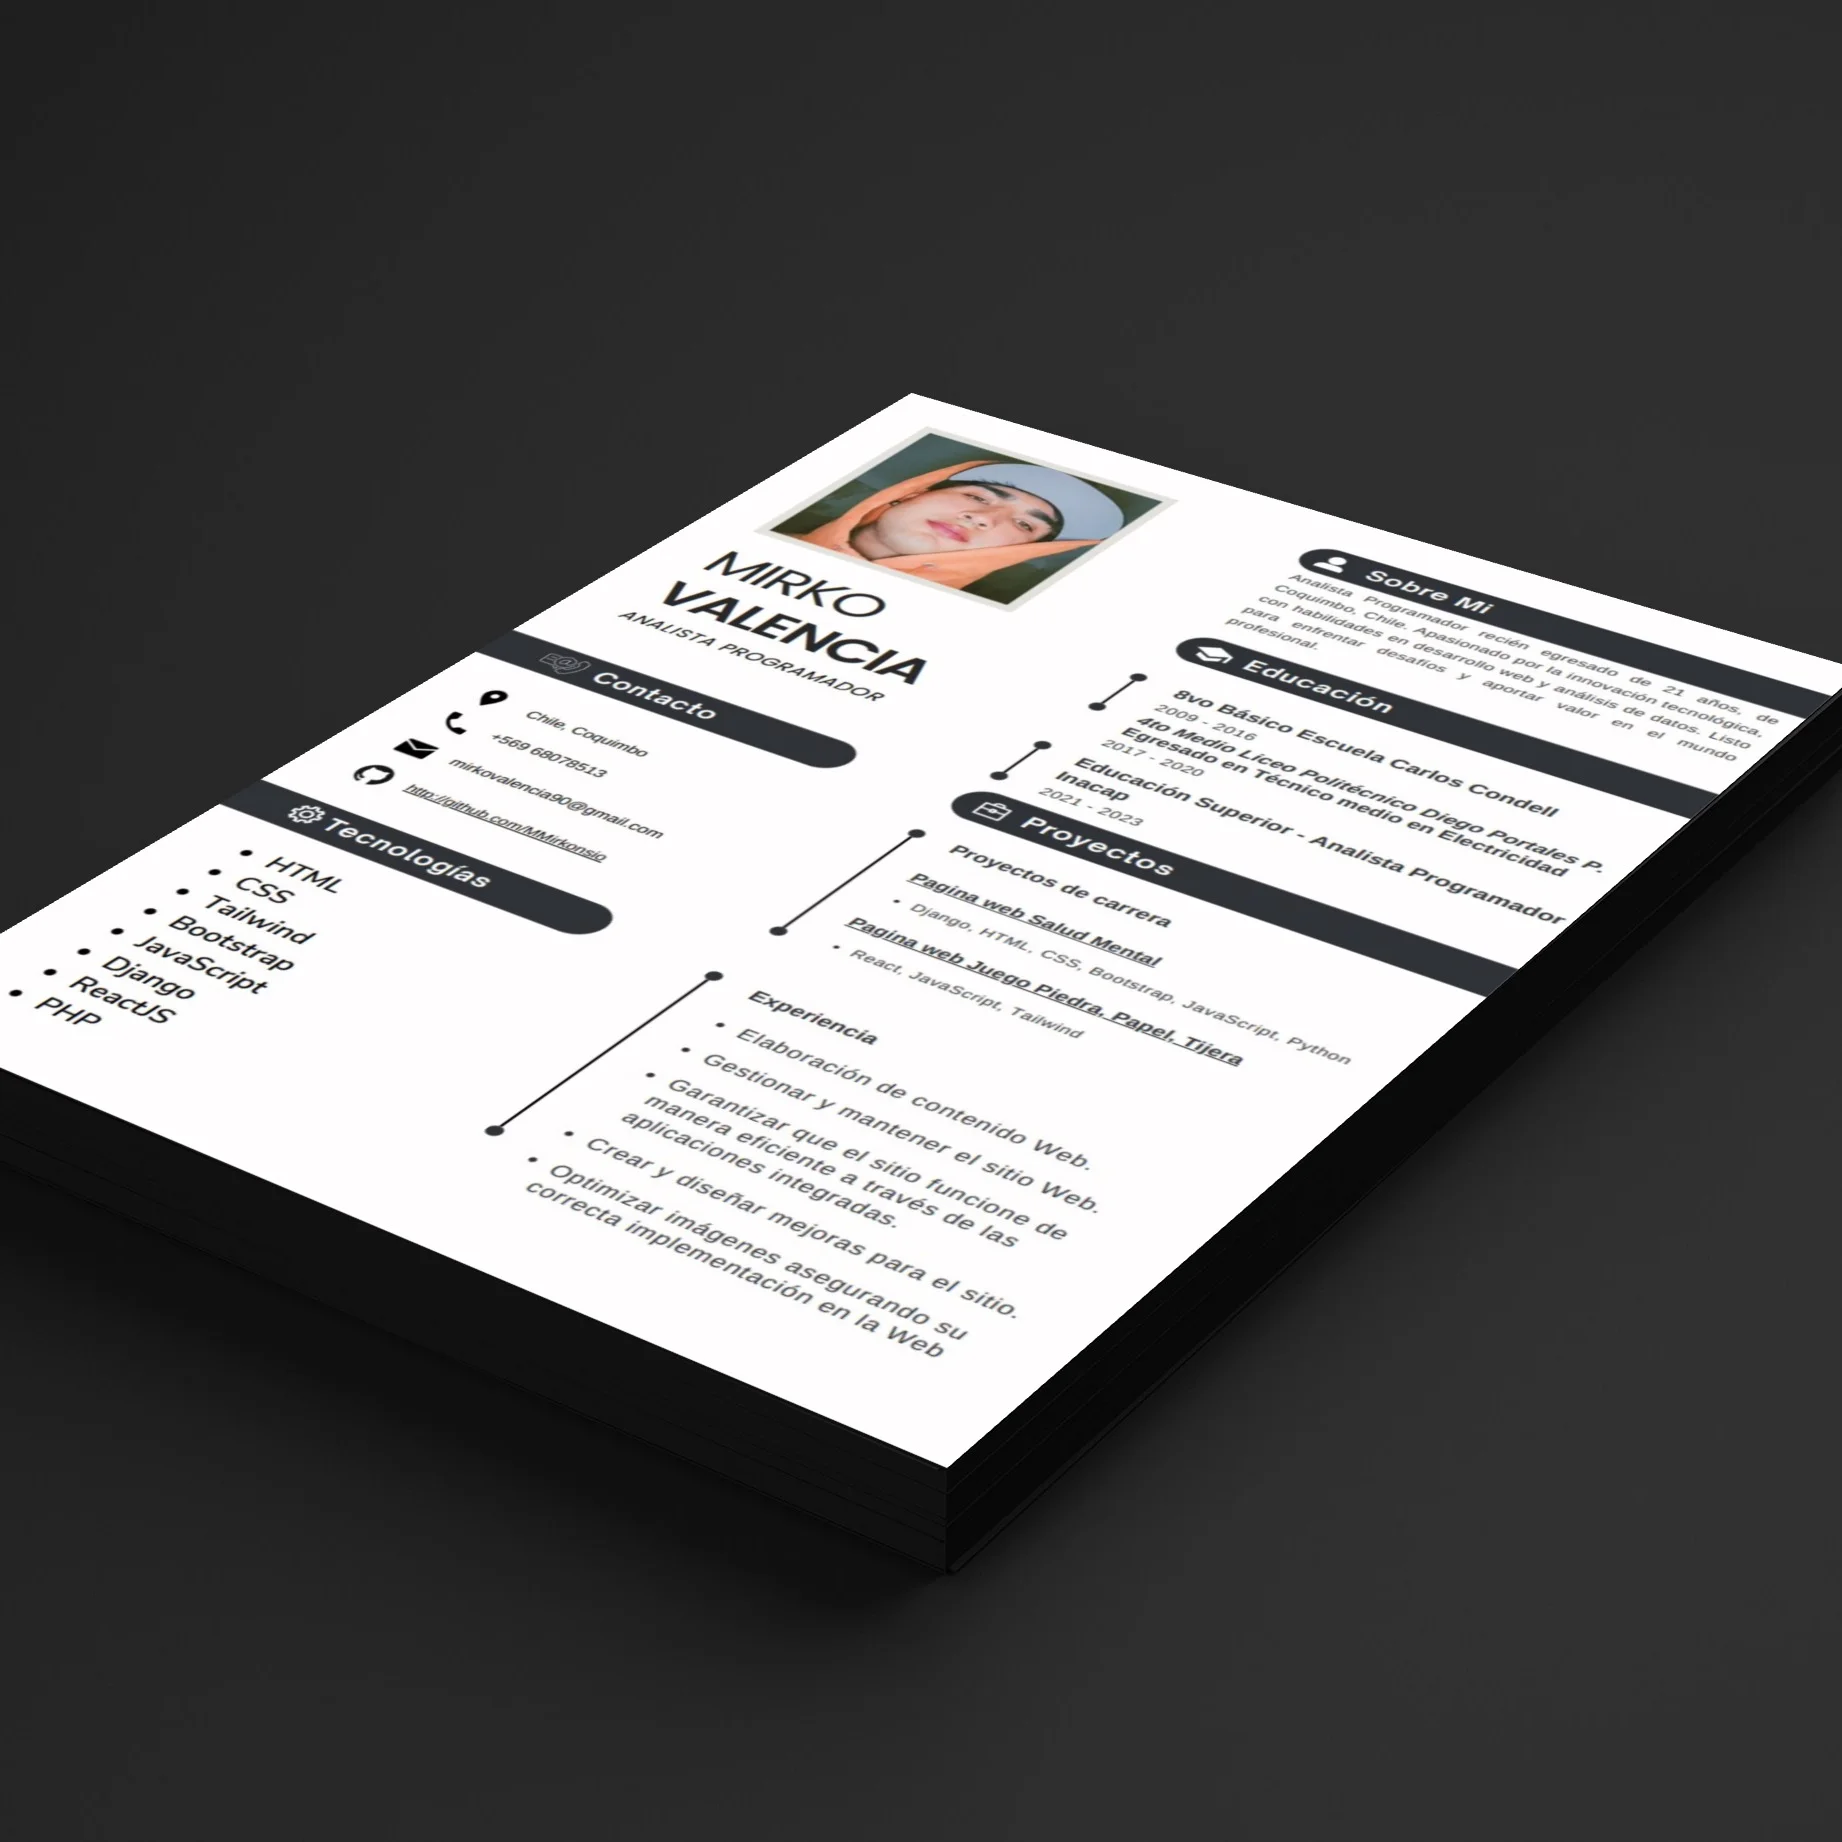 MIRKO
VALENCIA
ANALISTA PROGRAMADOR
Contacto
Chile, Coquimbo
+569 68078513
mirkovalencia90@gmail.com
http://github.com/MMirkonsio
Tecnologías
• HTML
• CSS
• Tailwind
• Bootstrap
• JavaScript
• Django
• ReactJS
• PHP
Sobre Mi
Analista Programador recién egresado de 21 años, de
Coquimbo, Chile. Apasionado por la innovación tecnológica.
con habilidades en desarrollo web y análisis de datos. Listo
para enfrentar desafíos y aportar valor en el mundo
profesional.
Educación
8vo Básico Escuela Carlos Condell
2009 - 2016
4to Medio Liceo Politécnico Diego Portales P.
Egresado en Técnico medio en Electricidad
2017 - 2020
Educación Superior - Analista Programador
Inacap
2021 - 2023
Proyectos
Proyectos de carrera
Pagina web Salud Mental
• Django, HTML, CSS, Bootstrap, JavaScript, Python
Pagina web Juego Piedra, Papel, Tijera
• React, JavaScript, Tailwind
Experiencia
• Elaboración de contenido Web.
• Gestionar y mantener el sitio Web.
• Garantizar que el sitio funcione de
manera eficiente a través de las
aplicaciones integradas.
• Crear y diseñar mejoras para el sitio.
• Optimizar imágenes asegurando su
correcta implementación en la Web